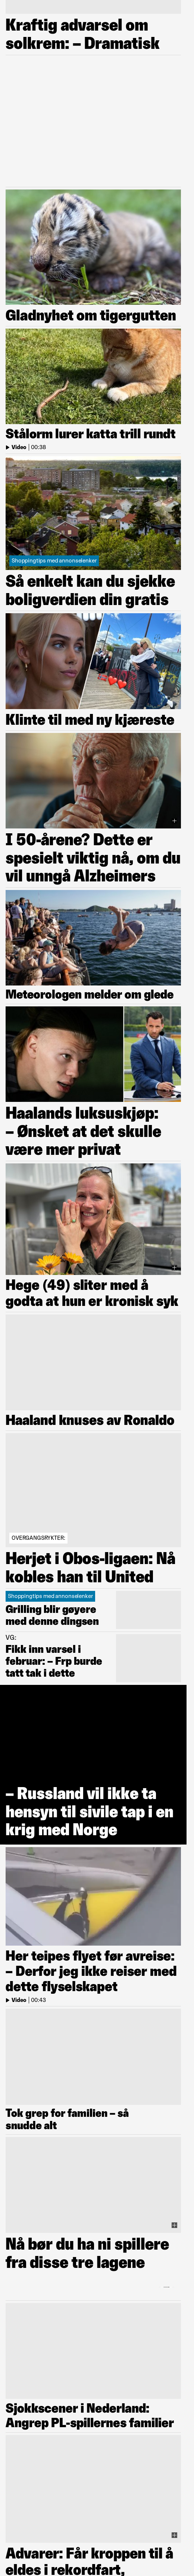 Kraftig advarsel om
solkrem: – Dramatisk
Gladnyhet om tigergutten
Stålorm lurer katta trill rundt
Video | 00:38
Shoppingtips med annonselenker
Så enkelt kan du sjekke
boligverdien din gratis
Klinte til med ny kjæreste
I 50-årene? Dette er
spesielt viktig nå, om du
vil unngå Alzheimers
Meteorologen melder om glede
Haalands luksuskjøp:
– Ønsket at det skulle
være mer privat
Hege (49) sliter med å
godta at hun er kronisk syk
Haaland knuses av Ronaldo
OVERGANGSRYKTER:
Herjet i Obos-ligaen: Nå
kobles han til United
Shoppingtips med annonselenker
Grilling blir gøyere
med denne dingsen
VG:
Fikk inn varsel i
februar: – Frp burde
tatt tak i dette
– Russland vil ikke ta
hensyn til sivile tap i en
krig med Norge
Her teipes flyet før avreise:
– Derfor jeg ikke reiser med
dette flyselskapet
Video | 00:43
Tok grep for familien – så
snudde alt
Nå bør du ha ni spillere
fra disse tre lagene
Sjokkscener i Nederland:
Angrep PL-spillernes familier
Advarer: Får kroppen til å
eldes i rekordfart,